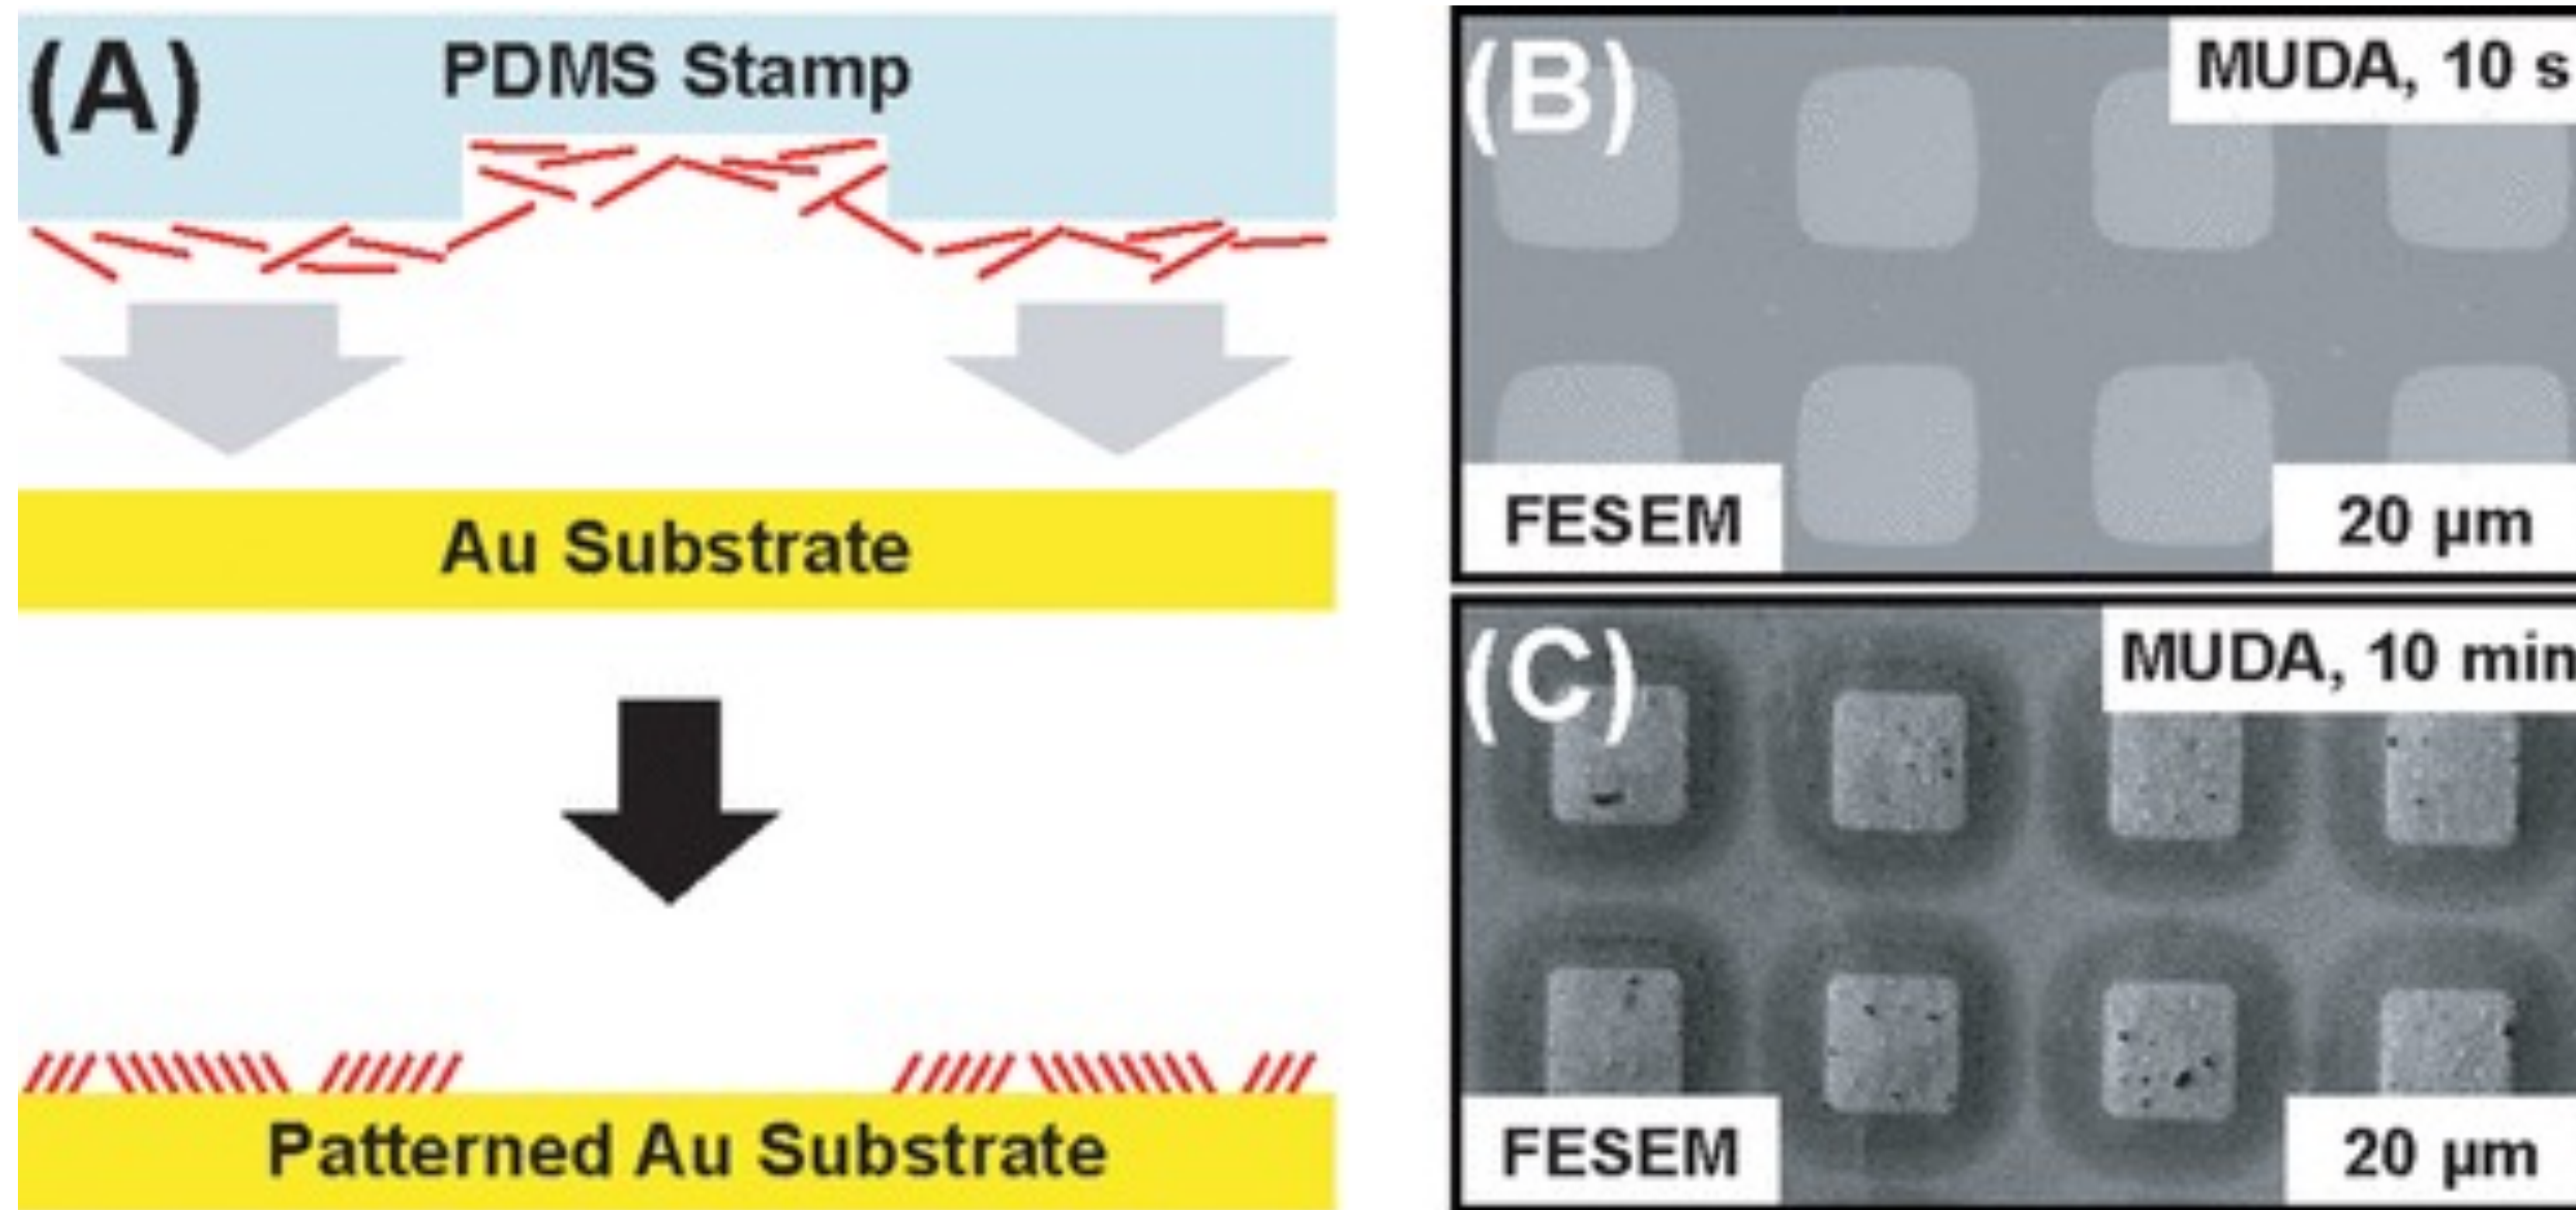 (A)
PDMS Stamp
Au Substrate
Patterned Au Substrate
(B)
MUDA, 10 s
FESEM
20 µm
(C)
MUDA, 10 min
FESEM
20 µm